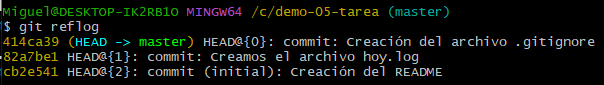 Miguel@DESKTOP-IK2RB1O MINGW64 /c/demo-05-tarea (master)
$ git reflog
414ca39 (HEAD -> master) HEAD@{0}: commit: Creación del archivo .gitignore
82a7be1 HEAD@{1}: commit: Creamos el archivo hoy.log
cb2e541 HEAD@{2}: commit (initial): Creación del README